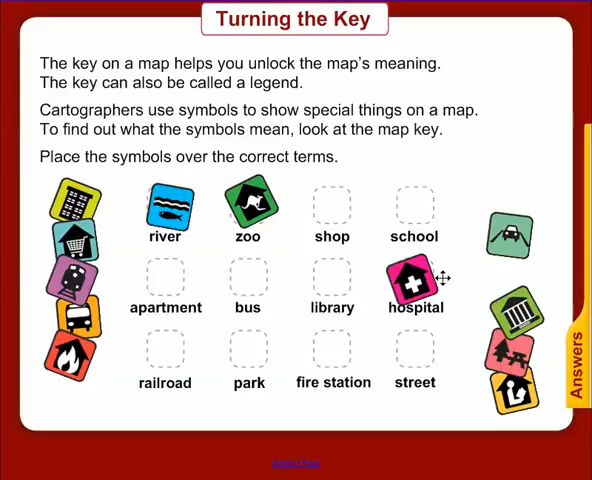 Turning the Key
The key on a map helps you unlock the map's meaning.
The key can also be called a legend.
Cartographers use symbols to show special things on a map.
To find out what the symbols mean, look at the map key.
Place the symbols over the correct terms.
river zoo shop school
apartment bus library hospital
railroad park fire station street
Answers